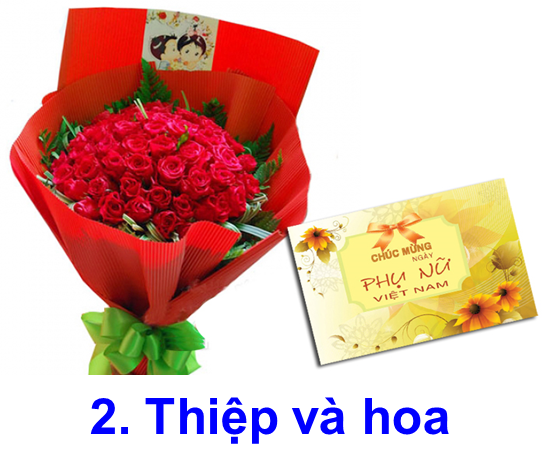 CHÚC MỪNG
NGÀY
PHỤ NỮ
VIỆT NAM
2. Thiệp và hoa